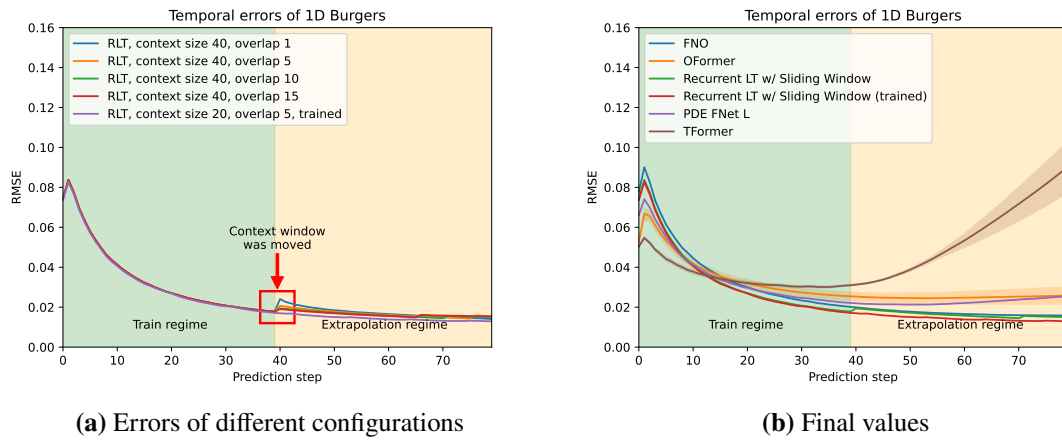 Temporal errors of 1D Burgers
0.16
0.14
0.12
0.10
0.08
0.06
0.04
0.02
0.00
RMSE
RLT, context size 40, overlap 1
RLT, context size 40, overlap 5
RLT, context size 40, overlap 10
RLT, context size 40, overlap 15
RLT, context size 20, overlap 5, trained
Context window
was moved
Train regime
Extrapolation regime
0 10 20 30 40 50 60 70
Prediction step
(a) Errors of different configurations
Temporal errors of 1D Burgers
0.16
0.14
0.12
0.10
0.08
0.06
0.04
0.02
0.00
RMSE
FNO
OFormer
Recurrent LT w/ Sliding Window
Recurrent LT w/ Sliding Window (trained)
PDE FNet L
TFormer
Train regime
Extrapolation regime
0 10 20 30 40 50 60 70
Prediction step
(b) Final values